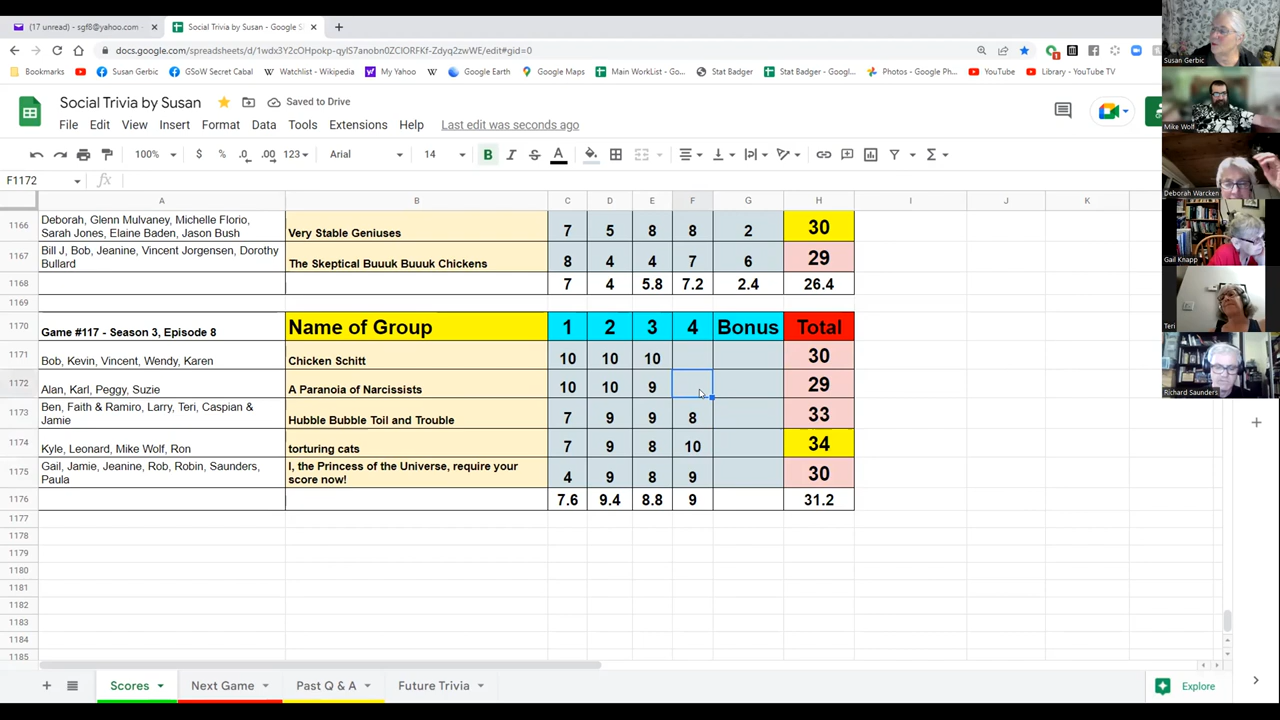 (17 unread) - sgf8@yahoo.com
Social Trivia by Susan - Google S
Bookmarks Susan Gerbic GSoW Secret Cabal Watchlist - Wikipedia My Yahoo Google Earth Google Maps Main WorkList - Go... Stat Badger Stat Badger - Googl... Photos - Google Ph... YouTube Library - YouTube TV
Social Trivia by Susan Saved to Drive
File Edit View Insert Format Data Tools Extensions Help Last edit was seconds ago
100% $ % .0 .00 123 Arial 14 B I S A
F1172 fx
A B C D E F G H I J K
1166 Deborah, Glenn Mulvaney, Michelle Florio, Sarah Jones, Elaine Baden, Jason Bush Very Stable Geniuses 7 5 8 8 2 30
1167 Bill J, Bob, Jeanine, Vincent Jorgensen, Dorothy Bullard The Skeptical Buuuk Buuuk Chickens 8 4 4 7 6 29
1168 7 4 5.8 7.2 2.4 26.4
1169
1170 Game #117 - Season 3, Episode 8 Name of Group 1 2 3 4 Bonus Total
1171 Bob, Kevin, Vincent, Wendy, Karen Chicken Schitt 10 10 10 30
1172 Alan, Karl, Peggy, Suzie A Paranoia of Narcissists 10 10 9 29
1173 Ben, Faith & Ramiro, Larry, Teri, Caspian & Jamie Hubble Bubble Toil and Trouble 7 9 9 8 33
1174 Kyle, Leonard, Mike Wolf, Ron torturing cats 7 9 8 10 34
1175 Gail, Jamie, Jeanine, Rob, Robin, Saunders, Paula I, the Princess of the Universe, require your score now! 4 9 8 9 30
1176 7.6 9.4 8.8 9 31.2
1177
1178
1179
1180
1181
1182
1183
1184
1185
Scores Next Game Past Q & A Future Trivia Explore
Susan Gerbic
Mike Wolf
Deborah Warcken
Gail Knapp
Teri
Richard Saunders